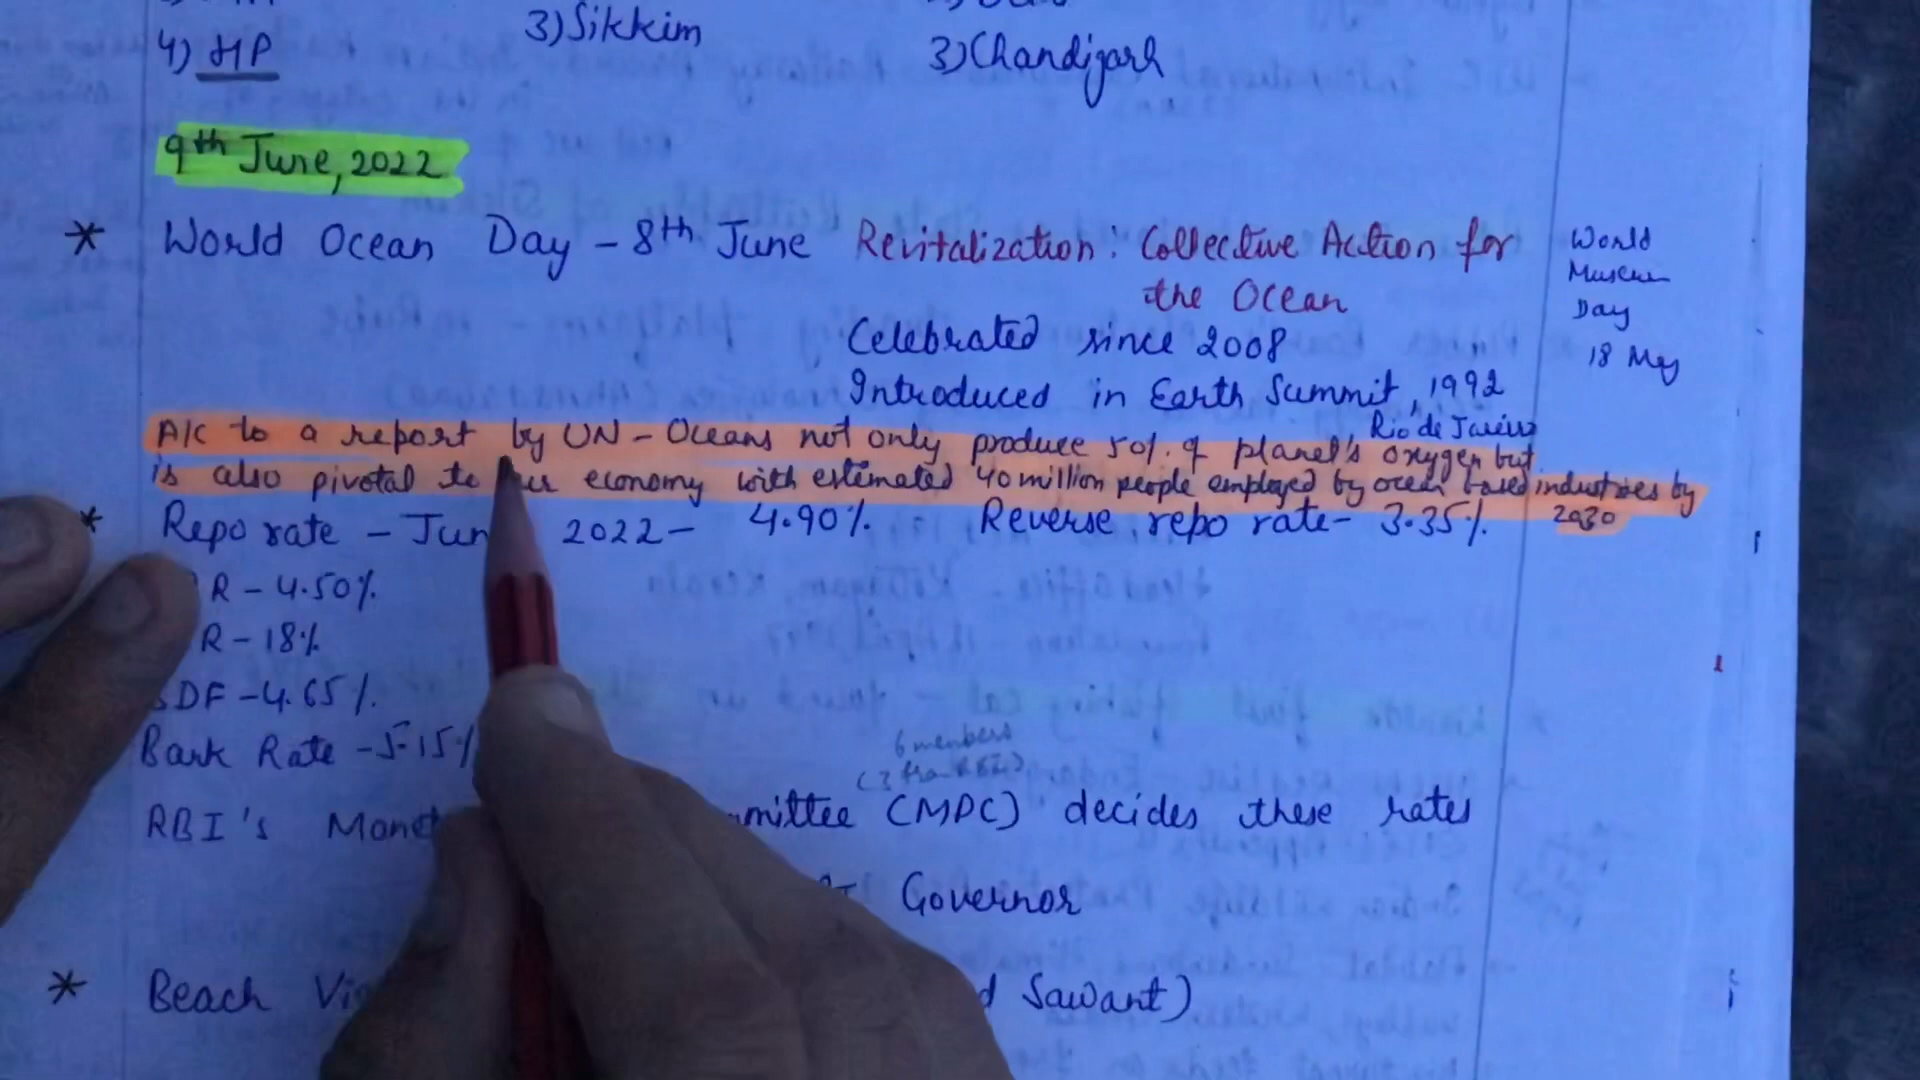 4) HP
3) Sikkim
3) Chandigarh
9th June, 2022
* World Ocean Day - 8th June Revitalization: Collective Action for the Ocean
World Museum Day 18 May
Celebrated since 2008
Introduced in Earth Summit, 1992
Rio de Janeiro
A/C to a report by UN - Oceans not only produce 50% of planet's oxygen but
is also pivotal to our economy with estimated 40 million people employed by ocean based industries by 2030
* Repo rate - Jun 2022 - 4.90% Reverse repo rate - 3.35%
R - 4.50%
R - 18%
SDF - 4.65%
Bank Rate - 5.15%
6 members
RBI's Monet mmittee (MPC) decides these rates
Governor
* Beach Vi d Sawant)